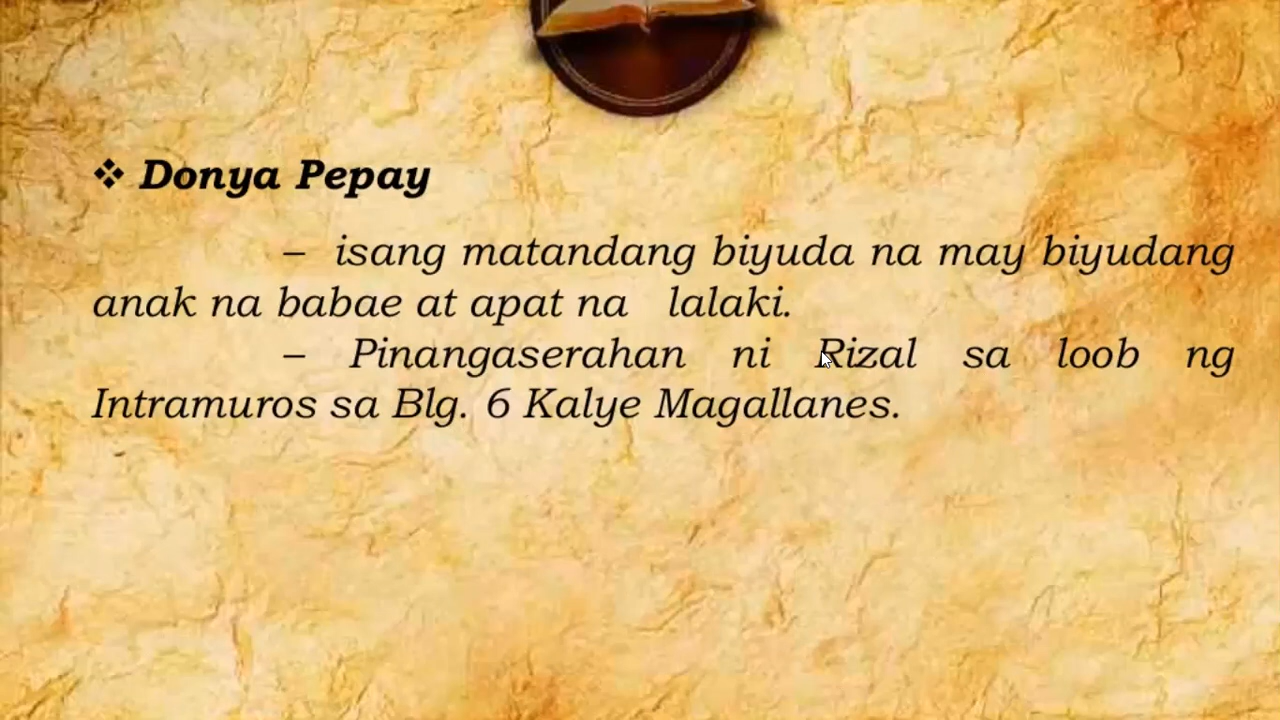 ❖ Donya Pepay
– isang matandang biyuda na may biyudang
anak na babae at apat na lalaki.
– Pinangaserahan ni Rizal sa loob ng
Intramuros sa Blg. 6 Kalye Magallanes.